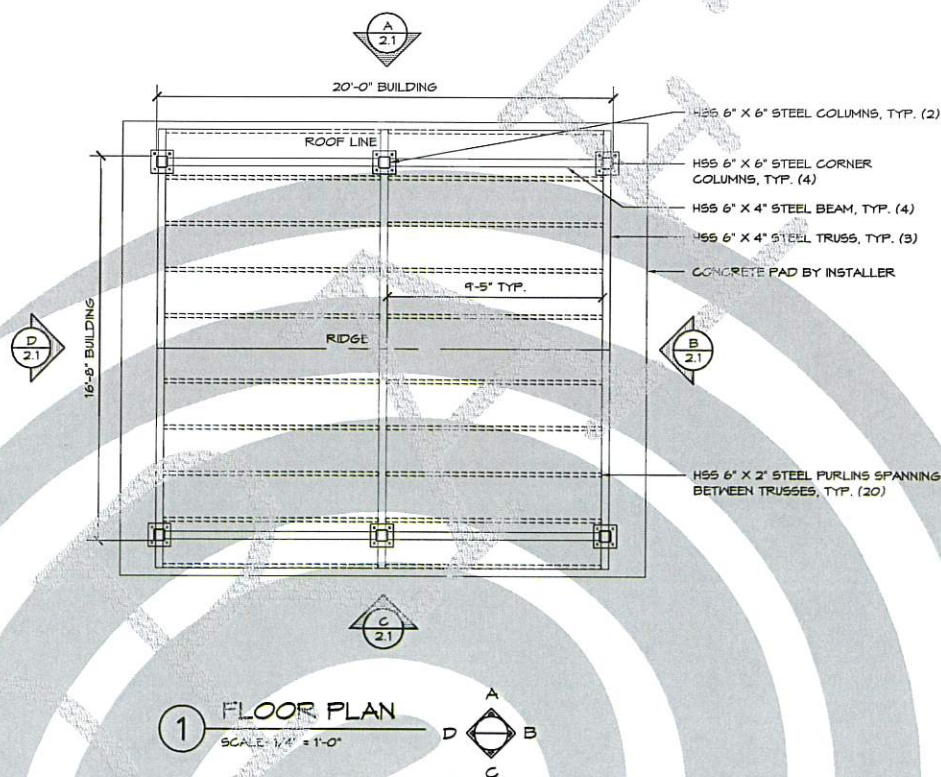 A
2.1
20'-0" BUILDING
HSS 6" X 6" STEEL COLUMNS, TYP. (2)
ROOF LINE
HSS 6" X 6" STEEL CORNER
COLUMNS, TYP. (4)
HSS 6" X 4" STEEL BEAM, TYP. (4)
HSS 6" X 4" STEEL TRUSS, TYP. (3)
CONCRETE PAD BY INSTALLER
9'-5" TYP.
16'-8" BUILDING
RIDGE
D
2.1
B
2.1
HSS 6" X 2" STEEL PURLINS SPANNING
BETWEEN TRUSSES, TYP. (20)
C
2.1
1
FLOOR PLAN
SCALE: 1/4" = 1'-0"
A
D
B
C